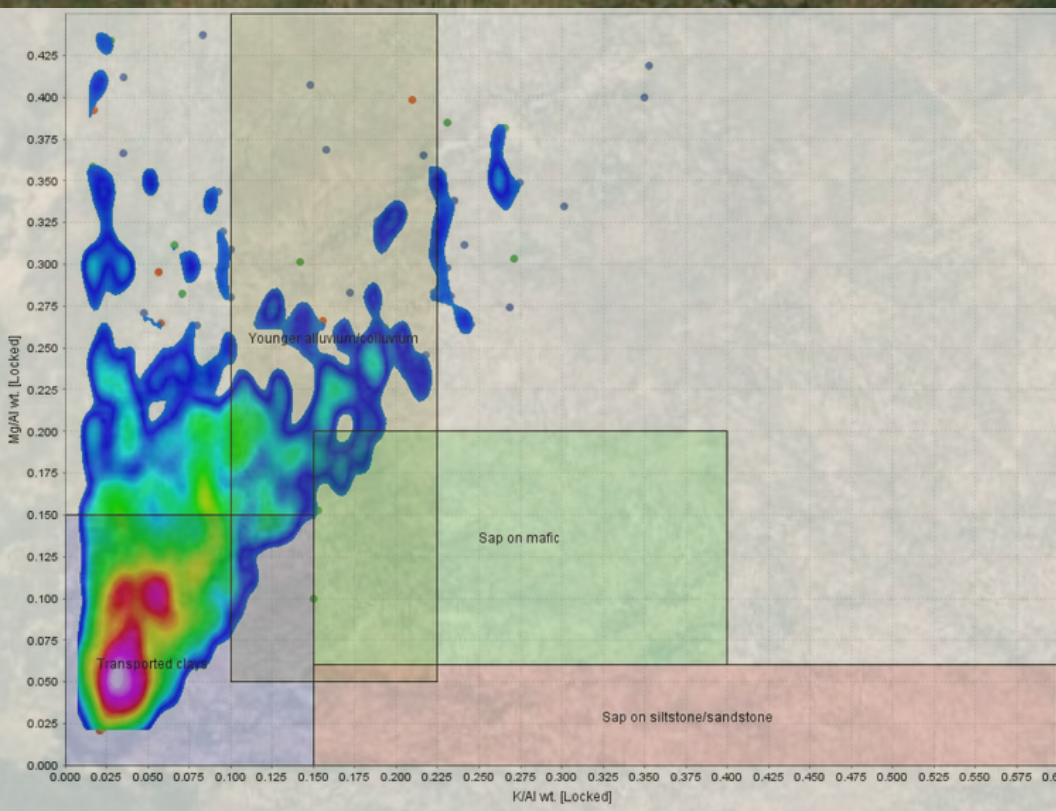 0.425
0.400
0.375
0.350
0.325
0.300
0.275
0.250
0.225
0.200
0.175
0.150
0.125
0.100
0.075
0.050
0.025
0.000
Mg/Al wt. [Locked]
Younger alluvium/colluvium
Sap on mafic
Transported clays
Sap on siltstone/sandstone
0.000 0.025 0.050 0.075 0.100 0.125 0.150 0.175 0.200 0.225 0.250 0.275 0.300 0.325 0.350 0.375 0.400 0.425 0.450 0.475 0.500 0.525 0.550 0.575
K/Al wt. [Locked]